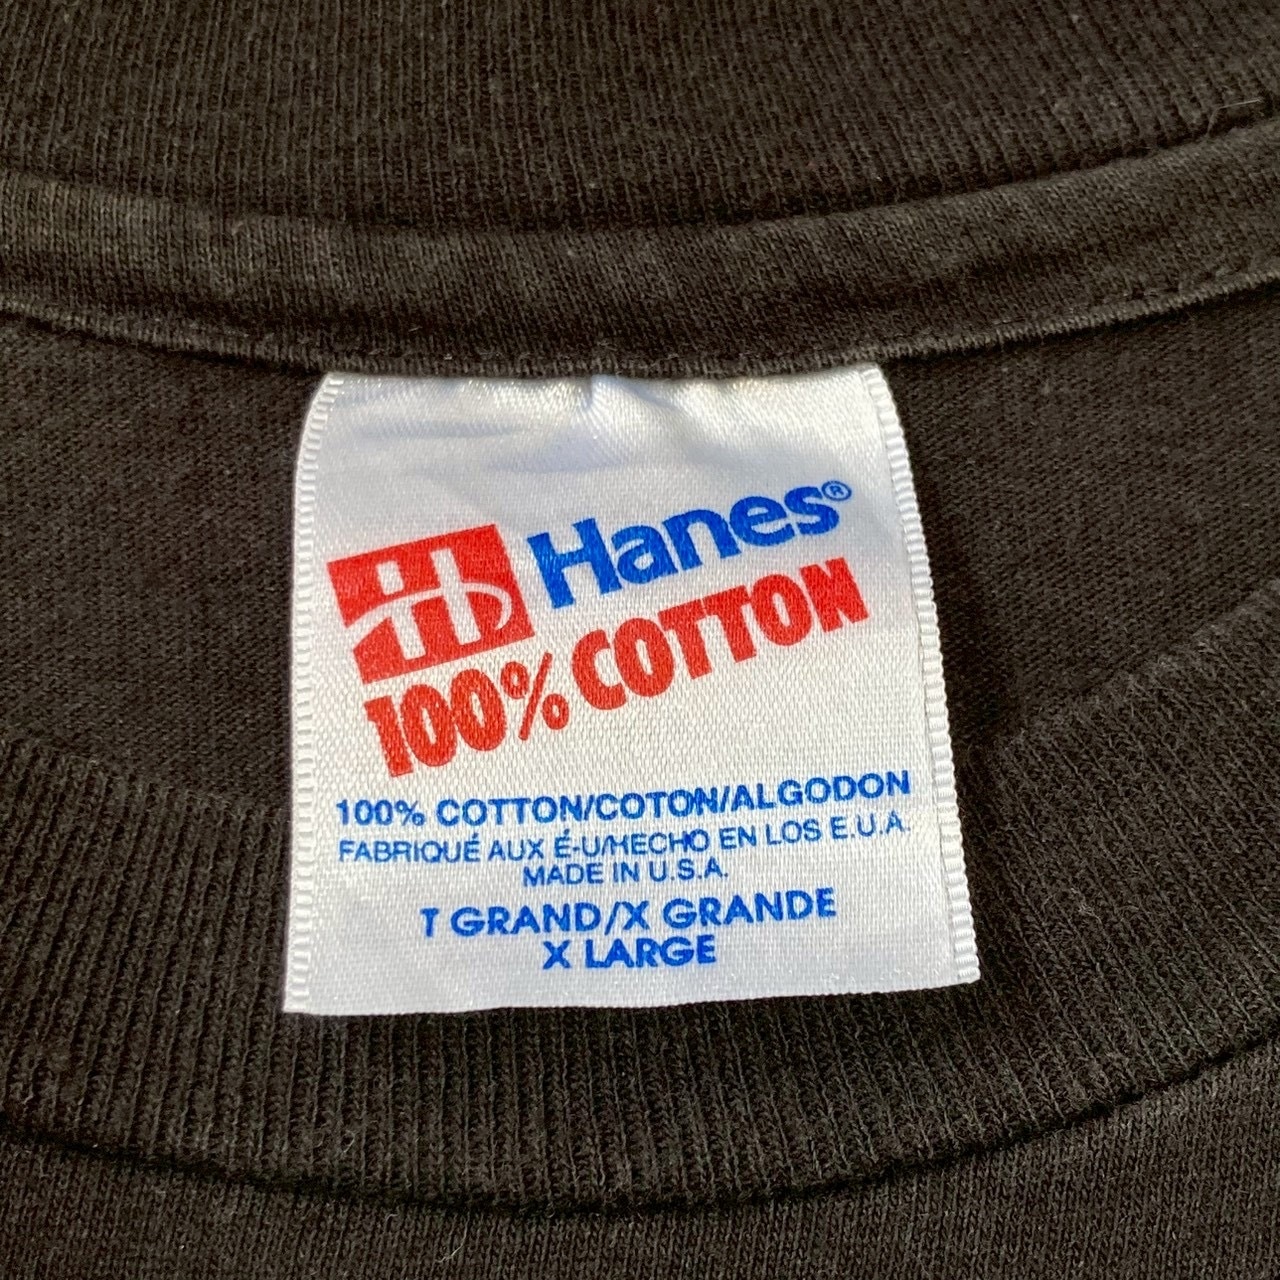 Hanes®
100% COTTON
100% COTTON/COTON/ALGODON
FABRIQUÉ AUX É-U/HECHO EN LOS E.U.A.
MADE IN U.S.A.
T GRAND/X GRANDE
X LARGE